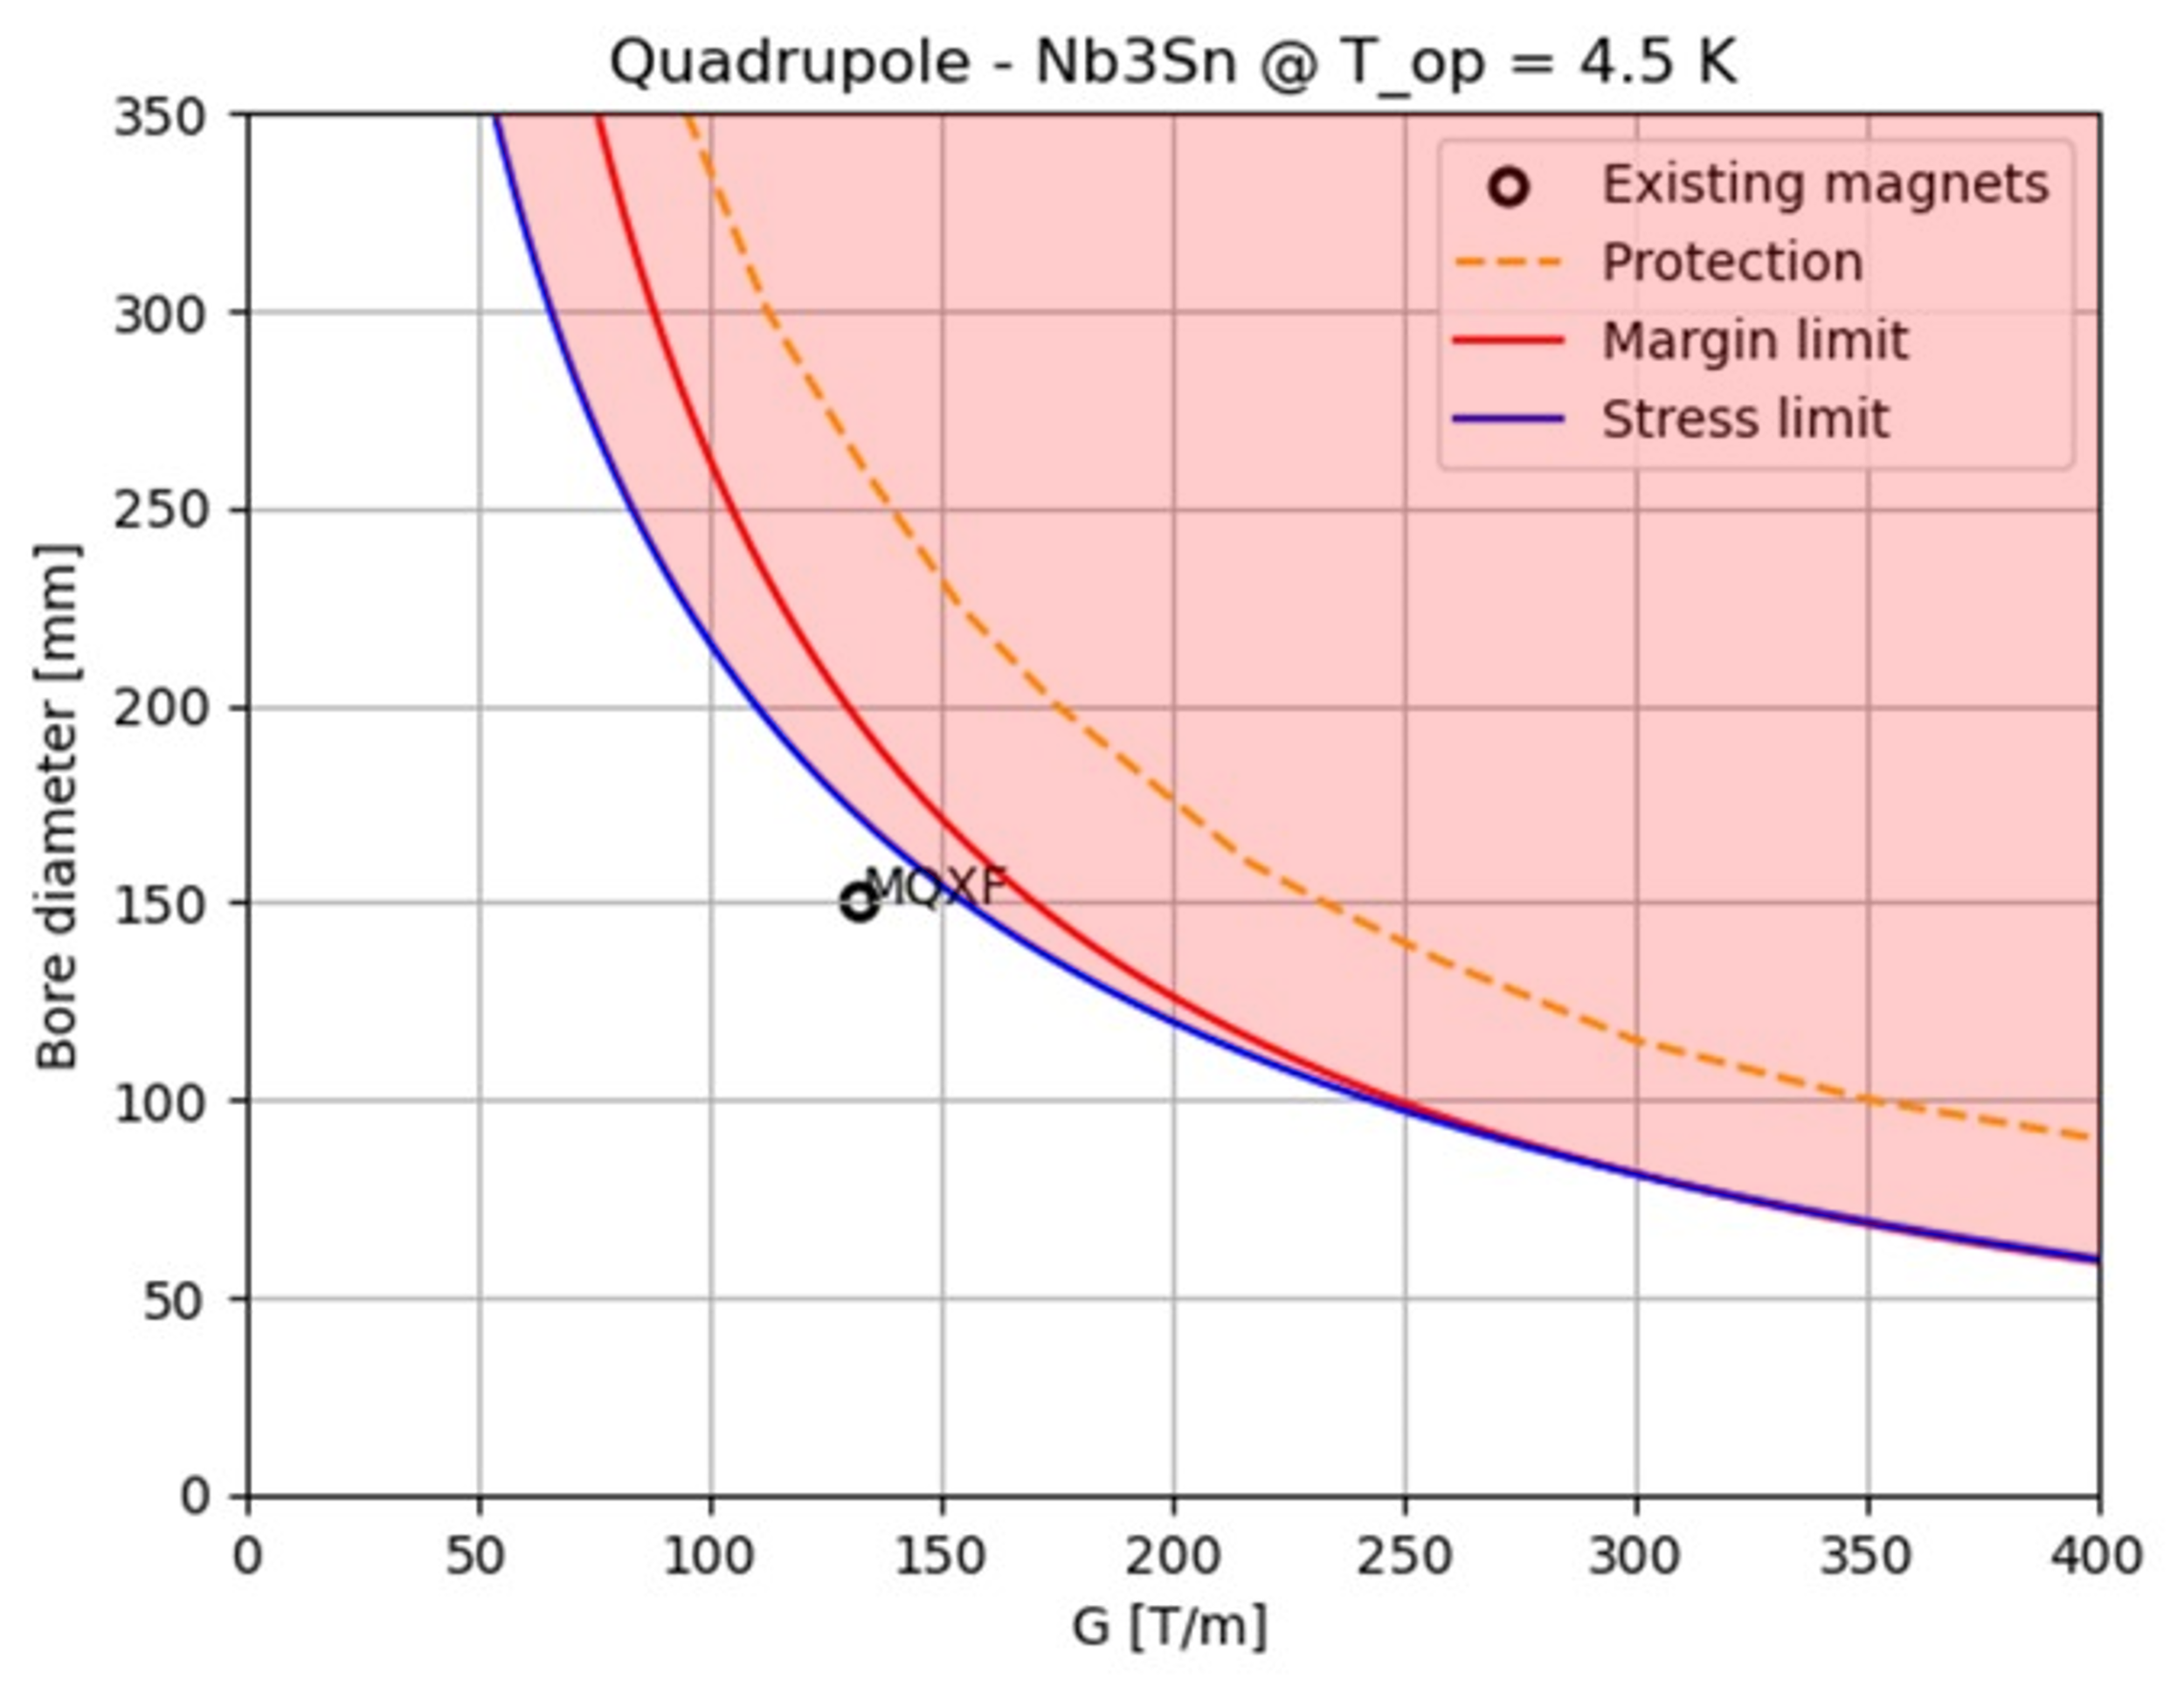 Quadrupole - Nb3Sn @ T_op = 4.5 K
Existing magnets
Protection
Margin limit
Stress limit
MQXF
Bore diameter [mm]
350
300
250
200
150
100
50
0
0 50 100 150 200 250 300 350 400
G [T/m]